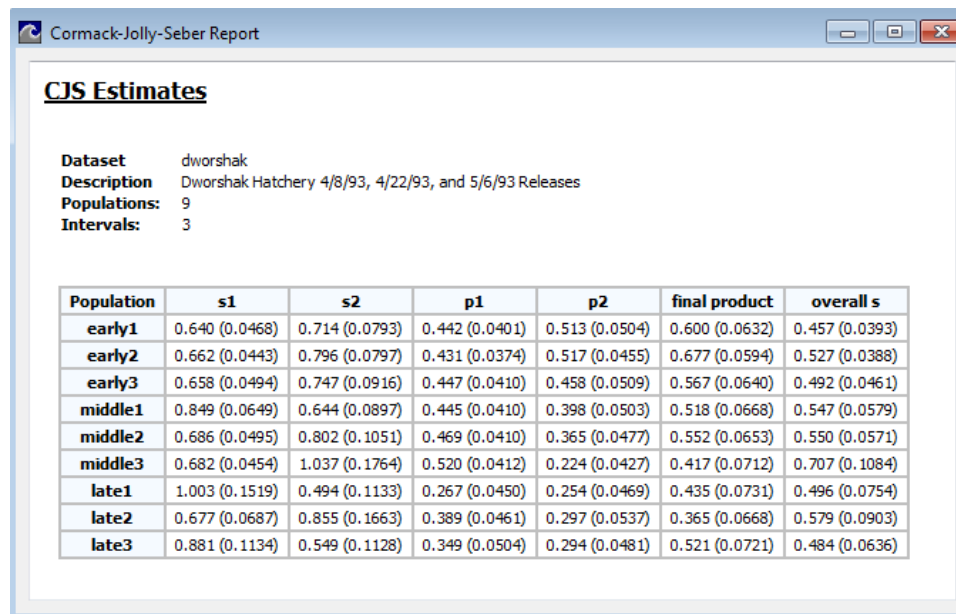 Cormack-Jolly-Seber Report
CJS Estimates
Dataset dworshak
Description Dworshak Hatchery 4/8/93, 4/22/93, and 5/6/93 Releases
Populations: 9
Intervals: 3
Population s1 s2 p1 p2 final product overall s
early1 0.640 (0.0468) 0.714 (0.0793) 0.442 (0.0401) 0.513 (0.0504) 0.600 (0.0632) 0.457 (0.0393)
early2 0.662 (0.0443) 0.796 (0.0797) 0.431 (0.0374) 0.517 (0.0455) 0.677 (0.0594) 0.527 (0.0388)
early3 0.658 (0.0494) 0.747 (0.0916) 0.447 (0.0410) 0.458 (0.0509) 0.567 (0.0640) 0.492 (0.0461)
middle1 0.849 (0.0649) 0.644 (0.0897) 0.445 (0.0410) 0.398 (0.0503) 0.518 (0.0668) 0.547 (0.0579)
middle2 0.686 (0.0495) 0.802 (0.1051) 0.469 (0.0410) 0.365 (0.0477) 0.552 (0.0653) 0.550 (0.0571)
middle3 0.682 (0.0454) 1.037 (0.1764) 0.520 (0.0412) 0.224 (0.0427) 0.417 (0.0712) 0.707 (0.1084)
late1 1.003 (0.1519) 0.494 (0.1133) 0.267 (0.0450) 0.254 (0.0469) 0.435 (0.0731) 0.496 (0.0754)
late2 0.677 (0.0687) 0.855 (0.1663) 0.389 (0.0461) 0.297 (0.0537) 0.365 (0.0668) 0.579 (0.0903)
late3 0.881 (0.1134) 0.549 (0.1128) 0.349 (0.0504) 0.294 (0.0481) 0.521 (0.0721) 0.484 (0.0636)